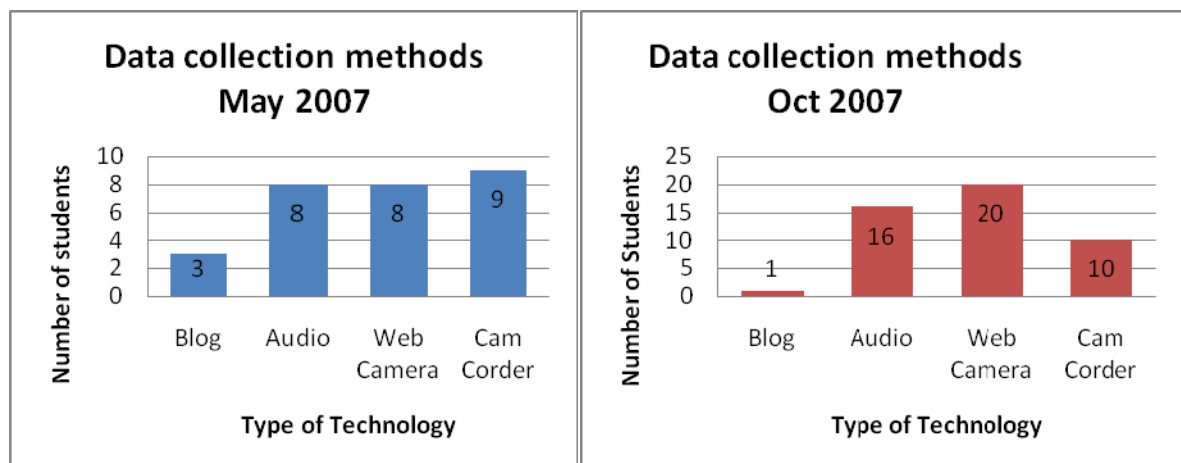 Data collection methods
May 2007
Number of students
10
8
6
4
2
0
3
8
8
9
Blog
Audio
Web
Camera
Cam
Corder
Type of Technology
Data collection methods
Oct 2007
Number of Students
25
20
15
10
5
0
1
16
20
10
Blog
Audio
Web
Camera
Cam
Corder
Type of Technology